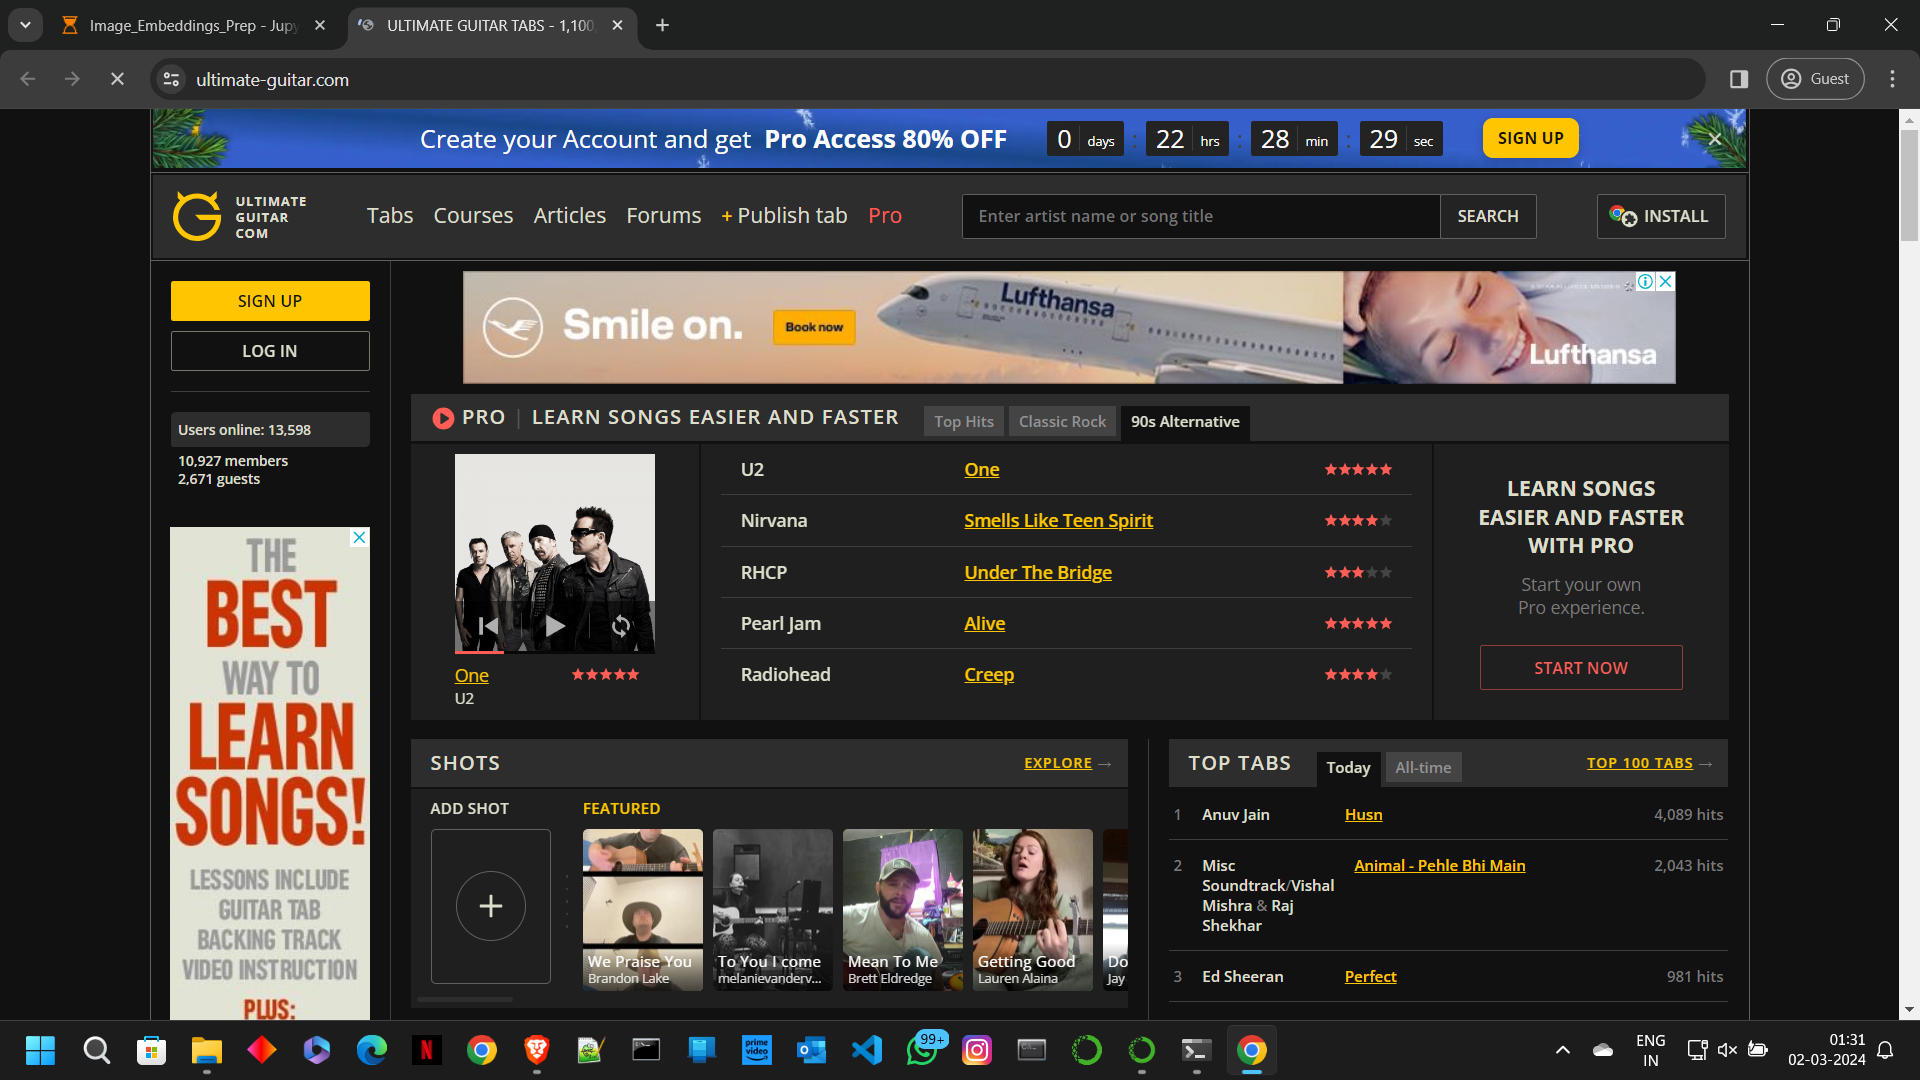 Image_Embeddings_Prep - Jupy
ULTIMATE GUITAR TABS - 1,100,
ultimate-guitar.com
Guest
Create your Account and get Pro Access 80% OFF
0 days : 22 hrs : 28 min : 29 sec
SIGN UP
ULTIMATE
GUITAR
COM
Tabs Courses Articles Forums + Publish tab Pro
Enter artist name or song title
SEARCH
INSTALL
SIGN UP
LOG IN
Users online: 13,598
10,927 members
2,671 guests
Smile on.
Book now
Lufthansa
Lufthansa
PRO | LEARN SONGS EASIER AND FASTER
Top Hits Classic Rock 90s Alternative
One
U2
U2 One
Nirvana Smells Like Teen Spirit
RHCP Under The Bridge
Pearl Jam Alive
Radiohead Creep
LEARN SONGS
EASIER AND FASTER
WITH PRO
Start your own
Pro experience.
START NOW
THE
BEST
WAY TO
LEARN
SONGS!
LESSONS INCLUDE
GUITAR TAB
BACKING TRACK
VIDEO INSTRUCTION
PLUS:
SHOTS
EXPLORE →
ADD SHOT
FEATURED
We Praise You
Brandon Lake
To You I come
melanievanderv...
Mean To Me
Brett Eldredge
Getting Good
Lauren Alaina
Do
Jay
TOP TABS
Today All-time
TOP 100 TABS →
1 Anuv Jain Husn 4,089 hits
2 Misc Animal - Pehle Bhi Main 2,043 hits
Soundtrack/Vishal
Mishra & Raj
Shekhar
3 Ed Sheeran Perfect 981 hits
prime
video
99+
ENG
IN
01:31
02-03-2024